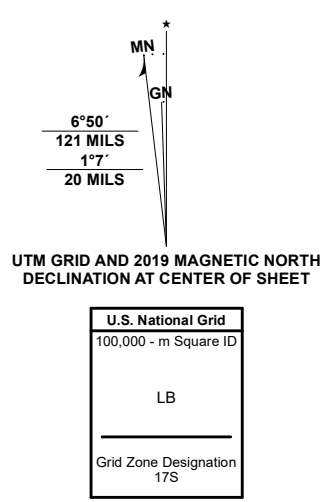 MN
GN
6°50´
121 MILS
1°7´
20 MILS
UTM GRID AND 2019 MAGNETIC NORTH
DECLINATION AT CENTER OF SHEET
U.S. National Grid
100,000 - m Square ID
LB
Grid Zone Designation
17S